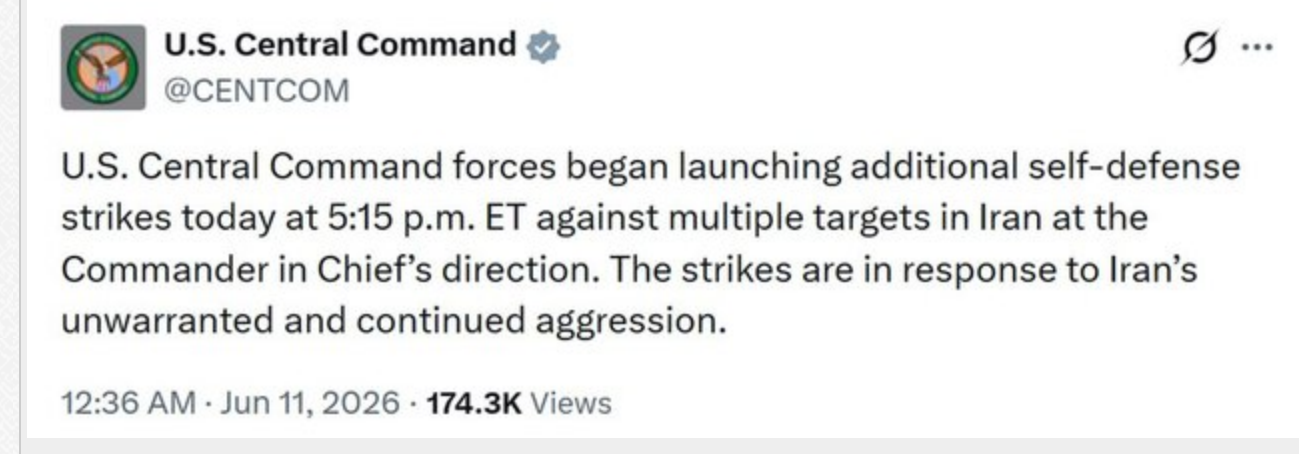 U.S. Central Command
@CENTCOM
U.S. Central Command forces began launching additional self-defense
strikes today at 5:15 p.m. ET against multiple targets in Iran at the
Commander in Chief’s direction. The strikes are in response to Iran’s
unwarranted and continued aggression.
12:36 AM · Jun 11, 2026 · 174.3K Views